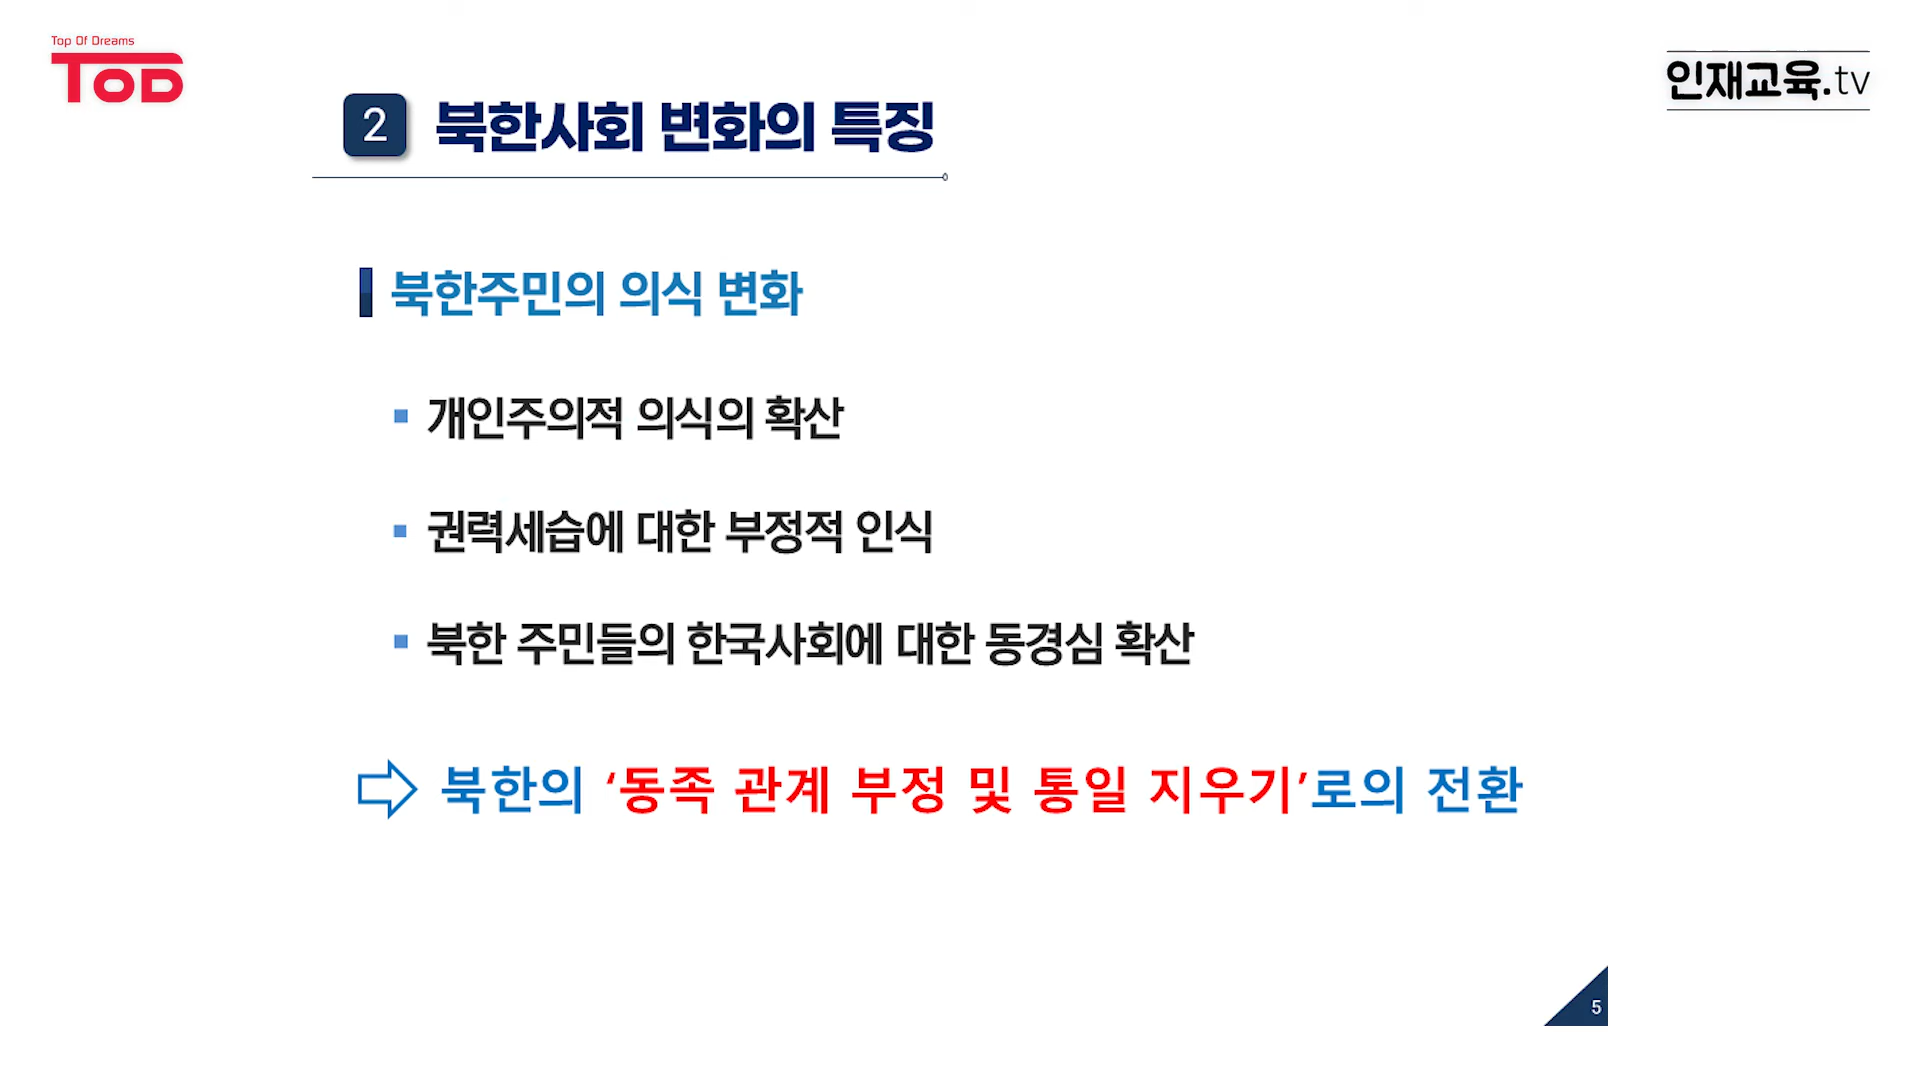 Top Of Dreams
TOD
인재교육.tv
2 북한사회 변화의 특징
북한주민의 의식 변화
▪ 개인주의적 의식의 확산
▪ 권력세습에 대한 부정적 인식
▪ 북한 주민들의 한국사회에 대한 동경심 확산
⇨ 북한의 ‘동족 관계 부정 및 통일 지우기’로의 전환
5